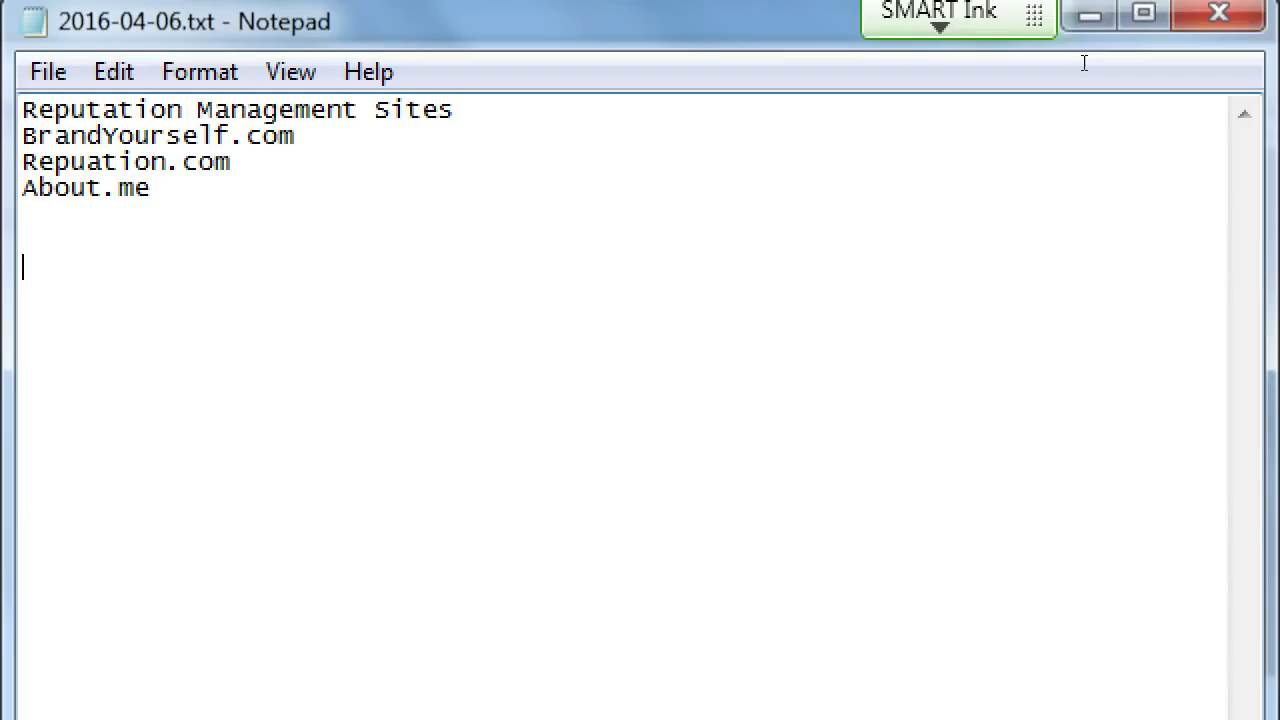 2016-04-06.txt - Notepad
SMART Ink
File Edit Format View Help
Reputation Management Sites
BrandYourself.com
Repuation.com
About.me